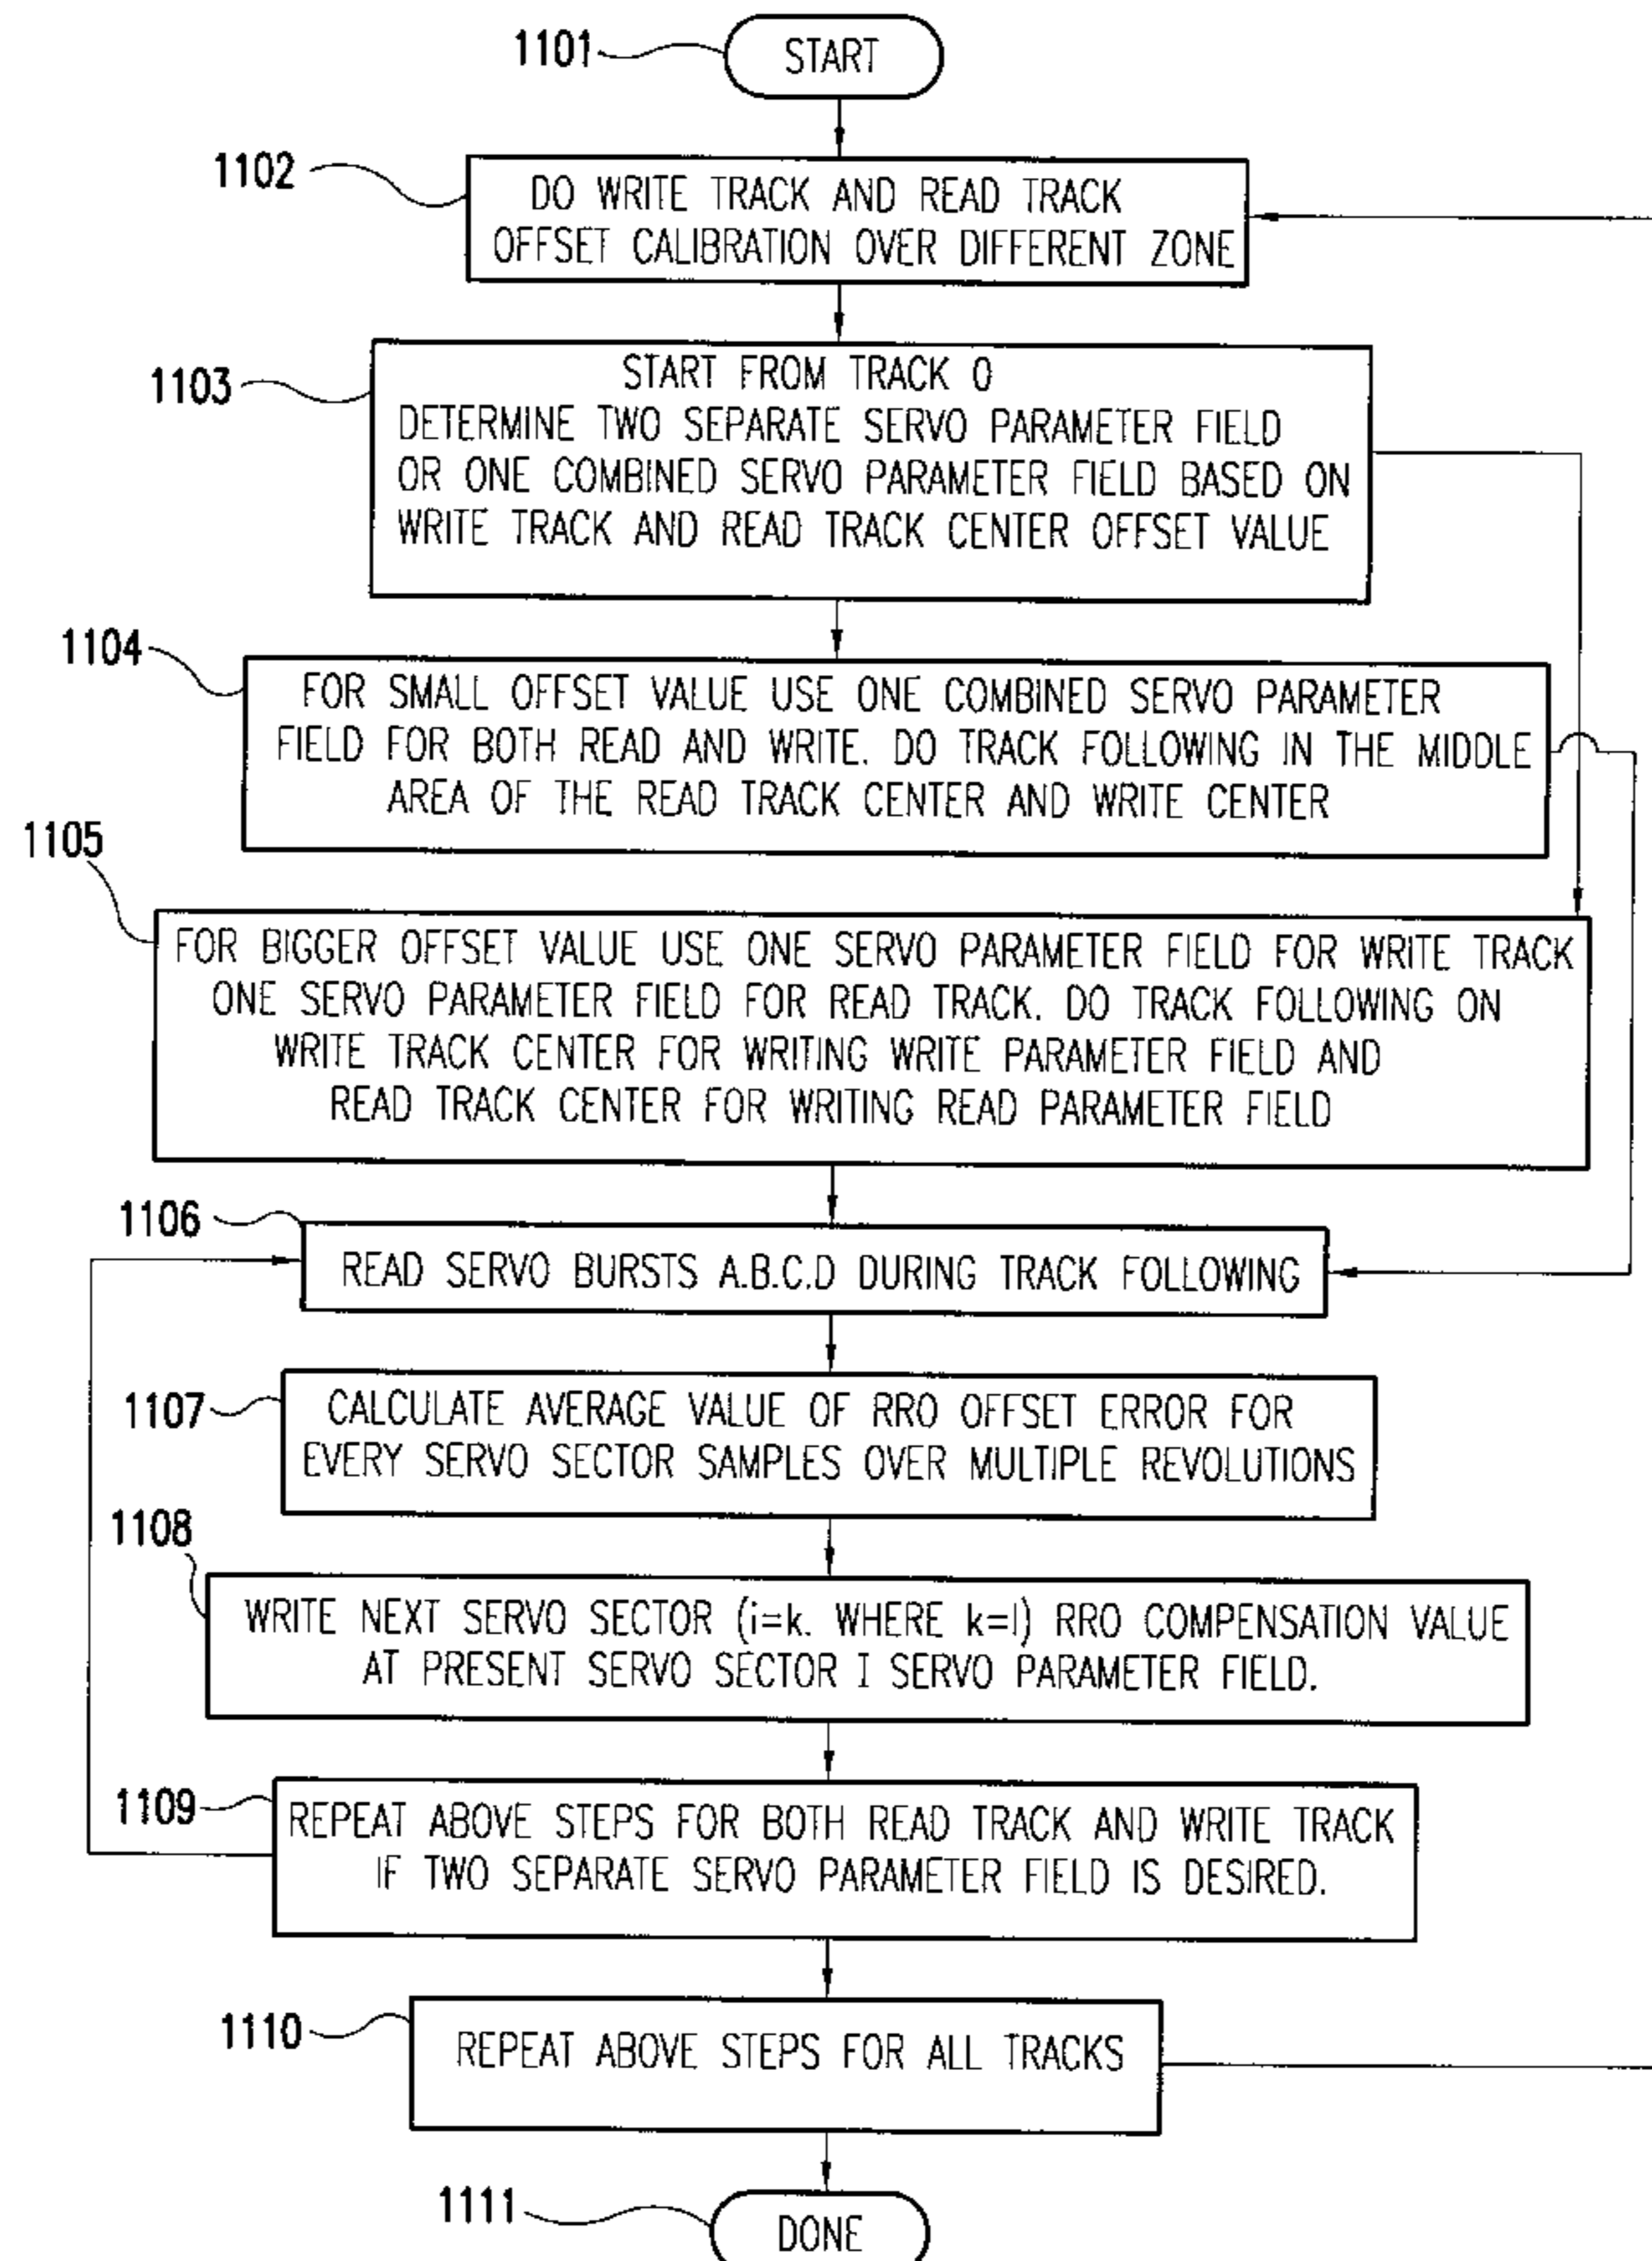 1101
START
1102
DO WRITE TRACK AND READ TRACK
OFFSET CALIBRATION OVER DIFFERENT ZONE
1103
START FROM TRACK 0
DETERMINE TWO SEPARATE SERVO PARAMETER FIELD
OR ONE COMBINED SERVO PARAMETER FIELD BASED ON
WRITE TRACK AND READ TRACK CENTER OFFSET VALUE
1104
FOR SMALL OFFSET VALUE USE ONE COMBINED SERVO PARAMETER
FIELD FOR BOTH READ AND WRITE. DO TRACK FOLLOWING IN THE MIDDLE
AREA OF THE READ TRACK CENTER AND WRITE CENTER
1105
FOR BIGGER OFFSET VALUE USE ONE SERVO PARAMETER FIELD FOR WRITE TRACK
ONE SERVO PARAMETER FIELD FOR READ TRACK. DO TRACK FOLLOWING ON
WRITE TRACK CENTER FOR WRITING WRITE PARAMETER FIELD AND
READ TRACK CENTER FOR WRITING READ PARAMETER FIELD
1106
READ SERVO BURSTS A.B.C.D DURING TRACK FOLLOWING
1107
CALCULATE AVERAGE VALUE OF RRO OFFSET ERROR FOR
EVERY SERVO SECTOR SAMPLES OVER MULTIPLE REVOLUTIONS
1108
WRITE NEXT SERVO SECTOR (i=k. WHERE k=1) RRO COMPENSATION VALUE
AT PRESENT SERVO SECTOR I SERVO PARAMETER FIELD.
1109
REPEAT ABOVE STEPS FOR BOTH READ TRACK AND WRITE TRACK
IF TWO SEPARATE SERVO PARAMETER FIELD IS DESIRED.
1110
REPEAT ABOVE STEPS FOR ALL TRACKS
1111
DONE